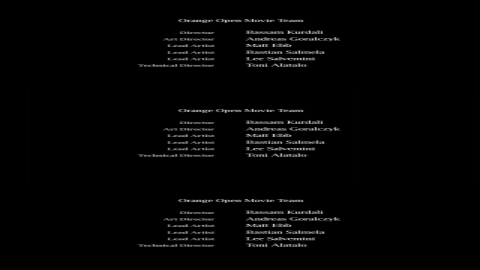 Orange Open Movie Team
Director Bassam Kurdali
Art Director Andreas Goralczyk
Lead Artist Matt Ebb
Lead Artist Bastian Salmela
Lead Artist Lee Salvemini
Technical Director Toni Alatalo
Orange Open Movie Team
Director Bassam Kurdali
Art Director Andreas Goralczyk
Lead Artist Matt Ebb
Lead Artist Bastian Salmela
Lead Artist Lee Salvemini
Technical Director Toni Alatalo
Orange Open Movie Team
Director Bassam Kurdali
Art Director Andreas Goralczyk
Lead Artist Matt Ebb
Lead Artist Bastian Salmela
Lead Artist Lee Salvemini
Technical Director Toni Alatalo